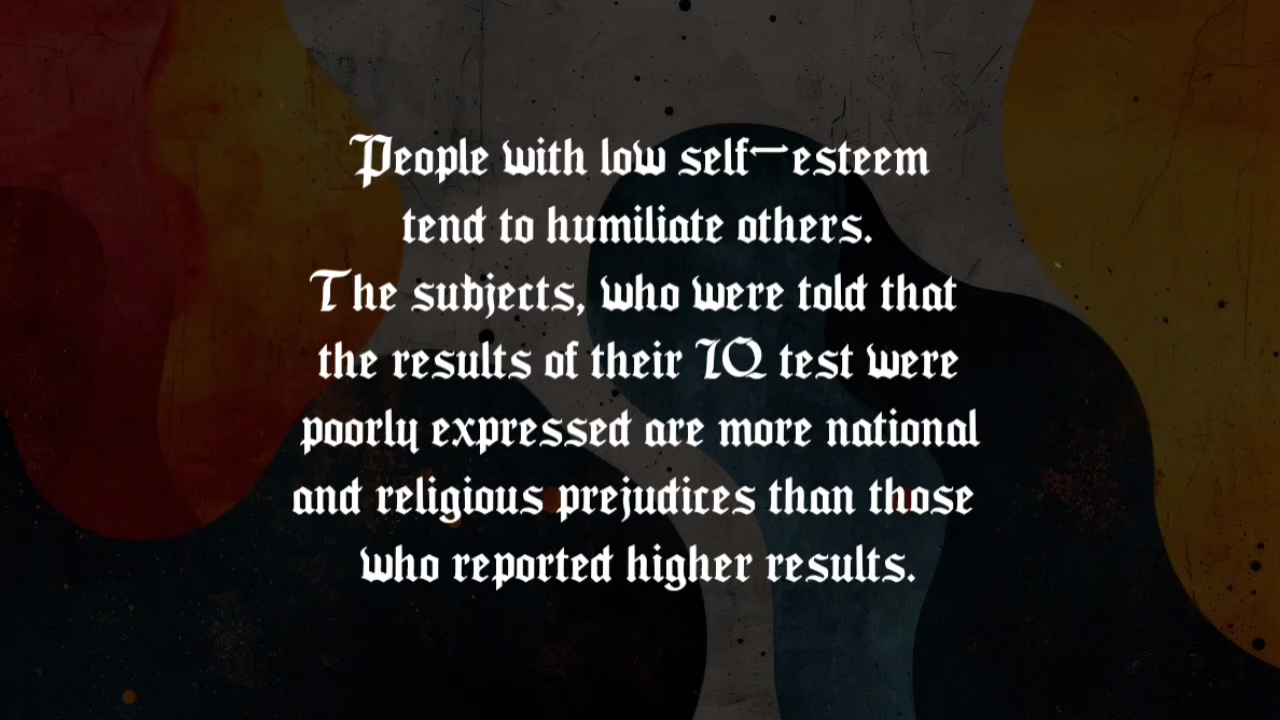 People with low self-esteem
tend to humiliate others.
The subjects, who were told that
the results of their IQ test were
poorly expressed are more national
and religious prejudices than those
who reported higher results.